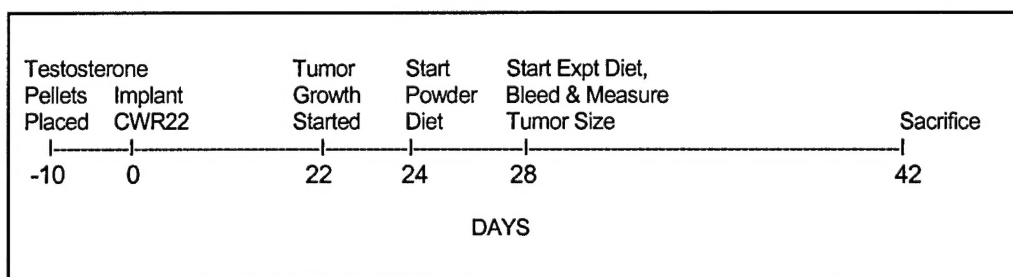 Testosterone Tumor Start Start Expt Diet,
Pellets Implant Growth Powder Bleed & Measure
Placed CWR22 Started Diet Tumor Size Sacrifice
-10 0 22 24 28 42
DAYS